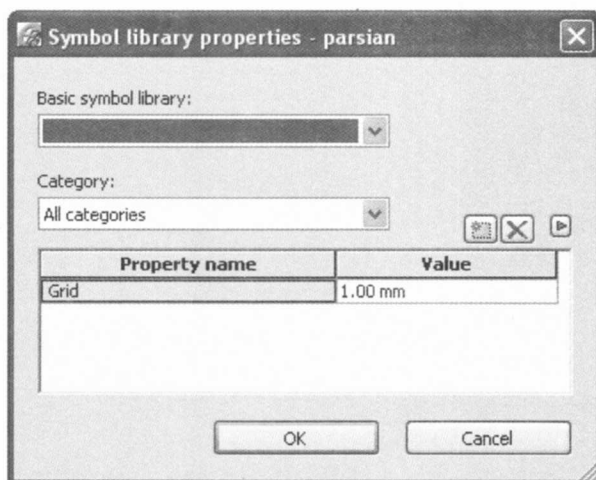 Symbol library properties - parsian
Basic symbol library:
Category:
All categories
Property name Value
Grid 1.00 mm
OK Cancel